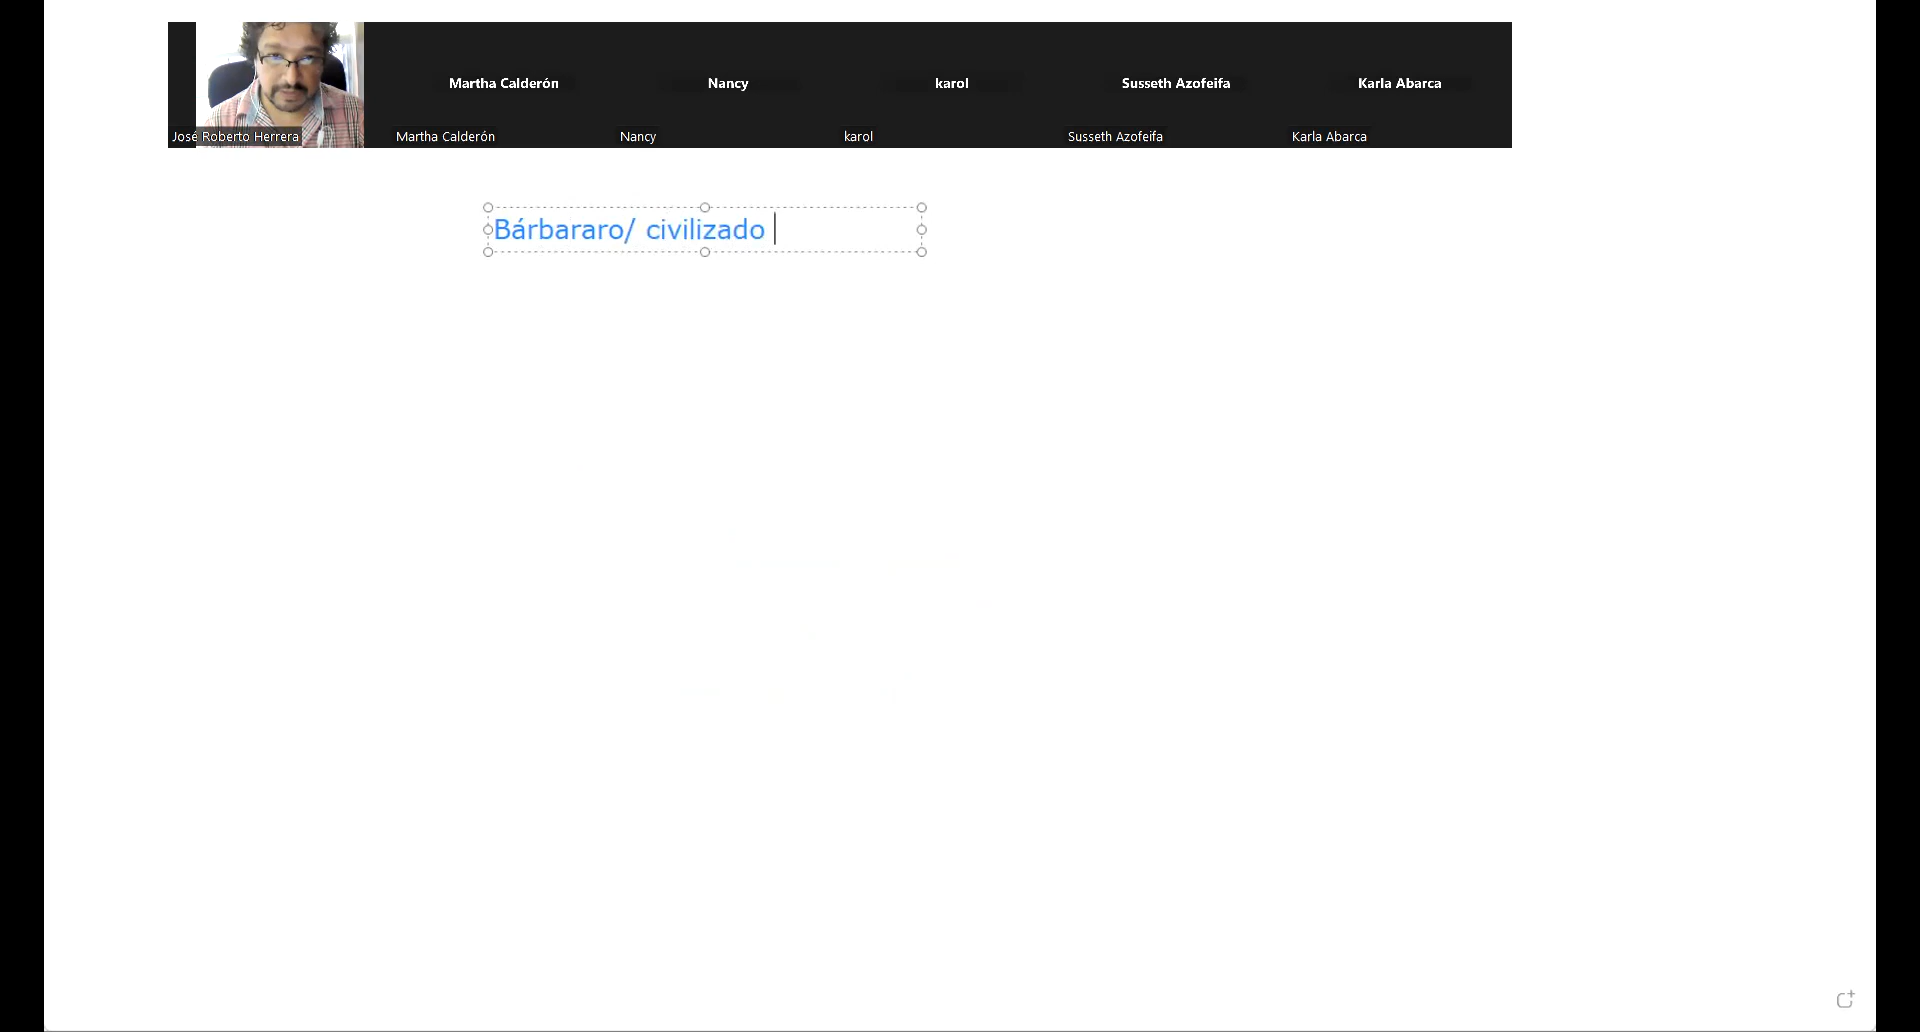 Martha Calderón
Nancy
karol
Susseth Azofeifa
Karla Abarca
José Roberto Herrera
Martha Calderón
Nancy
karol
Susseth Azofeifa
Karla Abarca
Bárbararo/ civilizado